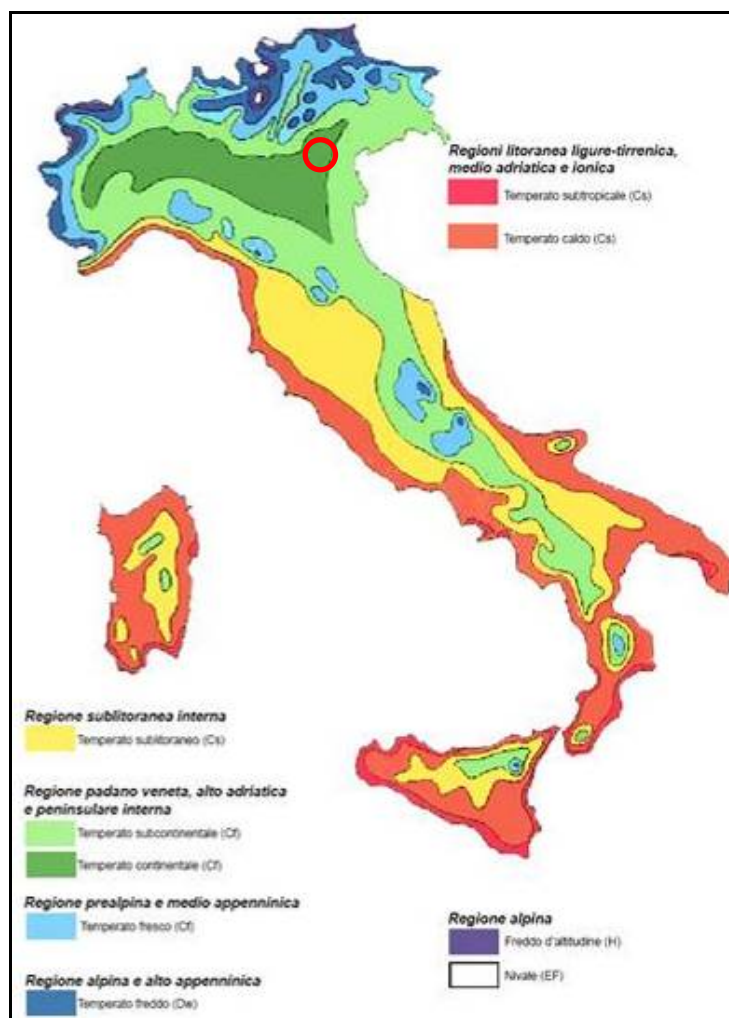 Regioni litoranea ligure-tirrenica,
medio adriatica e ionica
Temperato subtropicale (Cs)
Temperato caldo (Cs)
Regione sublitoranea interna
Temperato sublitoraneo (Cs)
Regione padano veneta, alto adriatica
e peninsulare interna
Temperato subcontinentale (Cf)
Temperato continentale (Cf)
Regione prealpina e medio appenninica
Temperato fresco (Cf)
Regione alpina e alto appenninica
Temperato freddo (Dw)
Regione alpina
Freddo d'altitudine (H)
Nivale (EF)